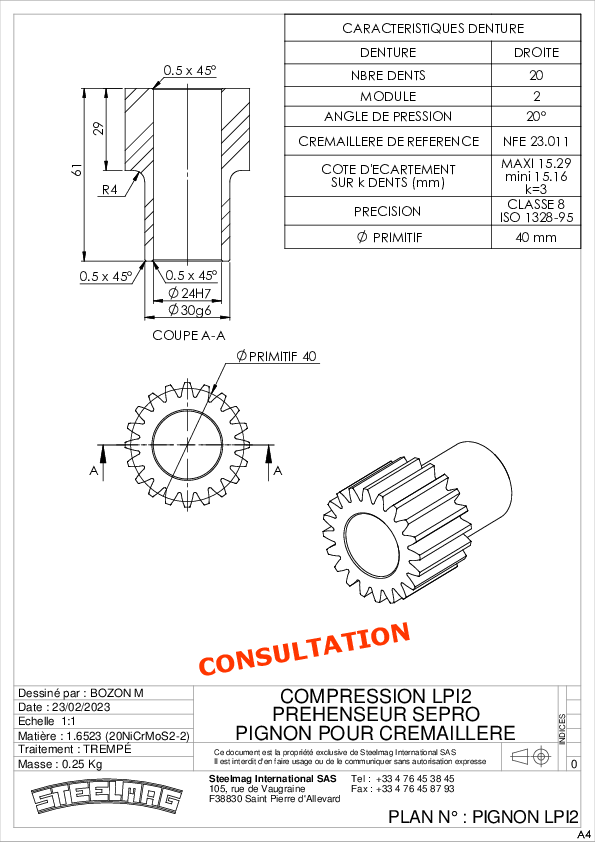 CARACTERISTIQUES DENTURE
DENTURE DROITE
NBRE DENTS 20
MODULE 2
ANGLE DE PRESSION 20°
CREMAILLERE DE REFERENCE NFE 23.011
COTE D'ECARTEMENT
SUR k DENTS (mm)
MAXI 15.29
mini 15.16
k=3
PRECISION
CLASSE 8
ISO 1328-95
Ø PRIMITIF 40 mm
0.5 x 45°
29
61
R4
0.5 x 45° 0.5 x 45°
Ø 24H7
Ø 30g6
COUPE A-A
Ø PRIMITIF 40
A A
CONSULTATION
Dessiné par : BOZON M
Date : 23/02/2023
Echelle 1:1
Matière : 1.6523 (20NiCrMoS2-2)
Traitement : TREMPÉ
Masse : 0.25 Kg
COMPRESSION LPI2
PREHENSEUR SEPRO
PIGNON POUR CREMAILLERE
Ce document est la propriété exclusive de Steelmag International SAS
Il est interdit d'en faire usage ou de le communiquer sans autorisation expresse
INDICES
0
STEELMAG
Steelmag International SAS
105, rue de Vaugraine
F38830 Saint Pierre d'Allevard
Tel : +33 4 76 45 38 45
Fax : +33 4 76 45 87 93
PLAN N° : PIGNON LPI2
A4